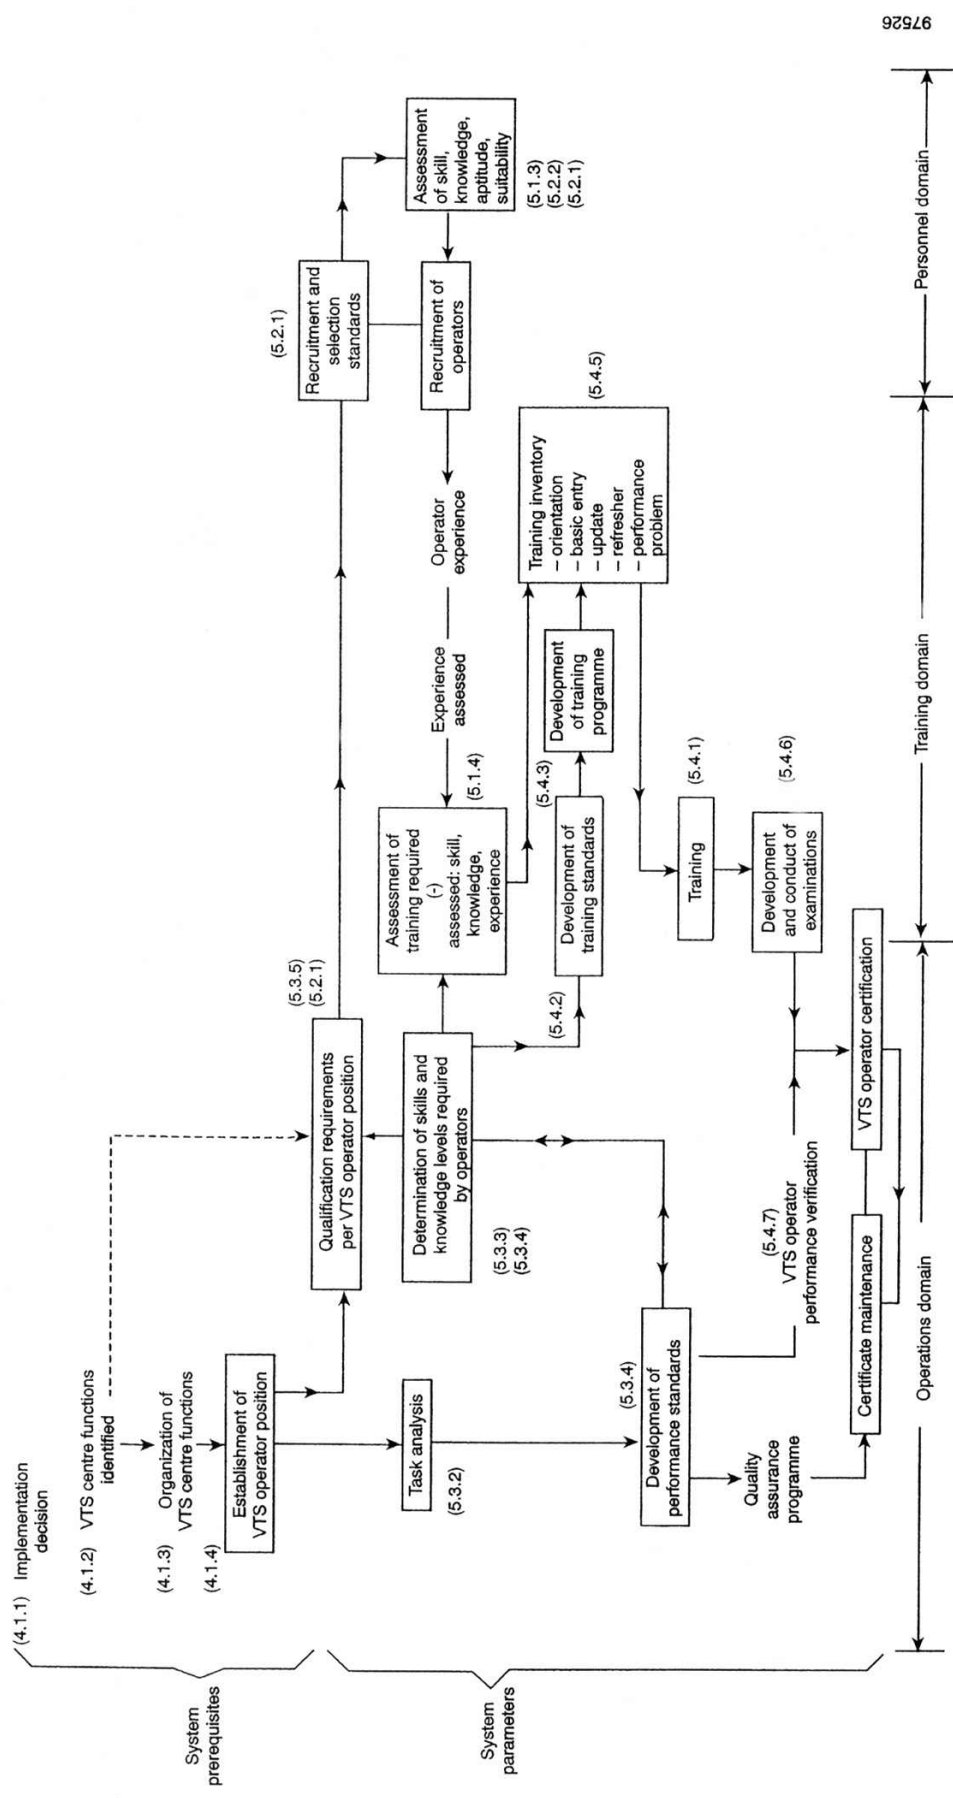 (4.1.1) Implementation
decision
(4.1.2) VTS centre functions
identified
(4.1.3) Organization of
VTS centre functions
(4.1.4)
Establishment of
VTS operator position
System
prerequisites
(5.3.5)
(5.2.1)
Qualification requirements
per VTS operator position
(5.2.1)
Recruitment and
selection
standards
Task analysis
(5.3.2)
Determination of skills and
knowledge levels required
by operators
(5.3.3)
(5.3.4)
Assessment of
training required
(-)
assessed: skill,
knowledge,
experience
(5.1.4)
Experience
assessed
Operator
experience
Recruitment of
operators
Assessment
of skill,
knowledge,
aptitude,
suitability
(5.1.3)
(5.2.2)
(5.2.1)
System
parameters
(5.4.2)
Development of
training standards
(5.4.3)
Development
of training
programme
Training inventory
– orientation
– basic entry
– update
– refresher
– performance
problem
(5.4.5)
(5.3.4)
Development of
performance standards
Training
(5.4.1)
Quality
assurance
programme
(5.4.7)
VTS operator
performance verification
Development
and conduct of
examinations
(5.4.6)
Certificate maintenance
VTS operator certification
Operations domain
Training domain
Personnel domain
97526